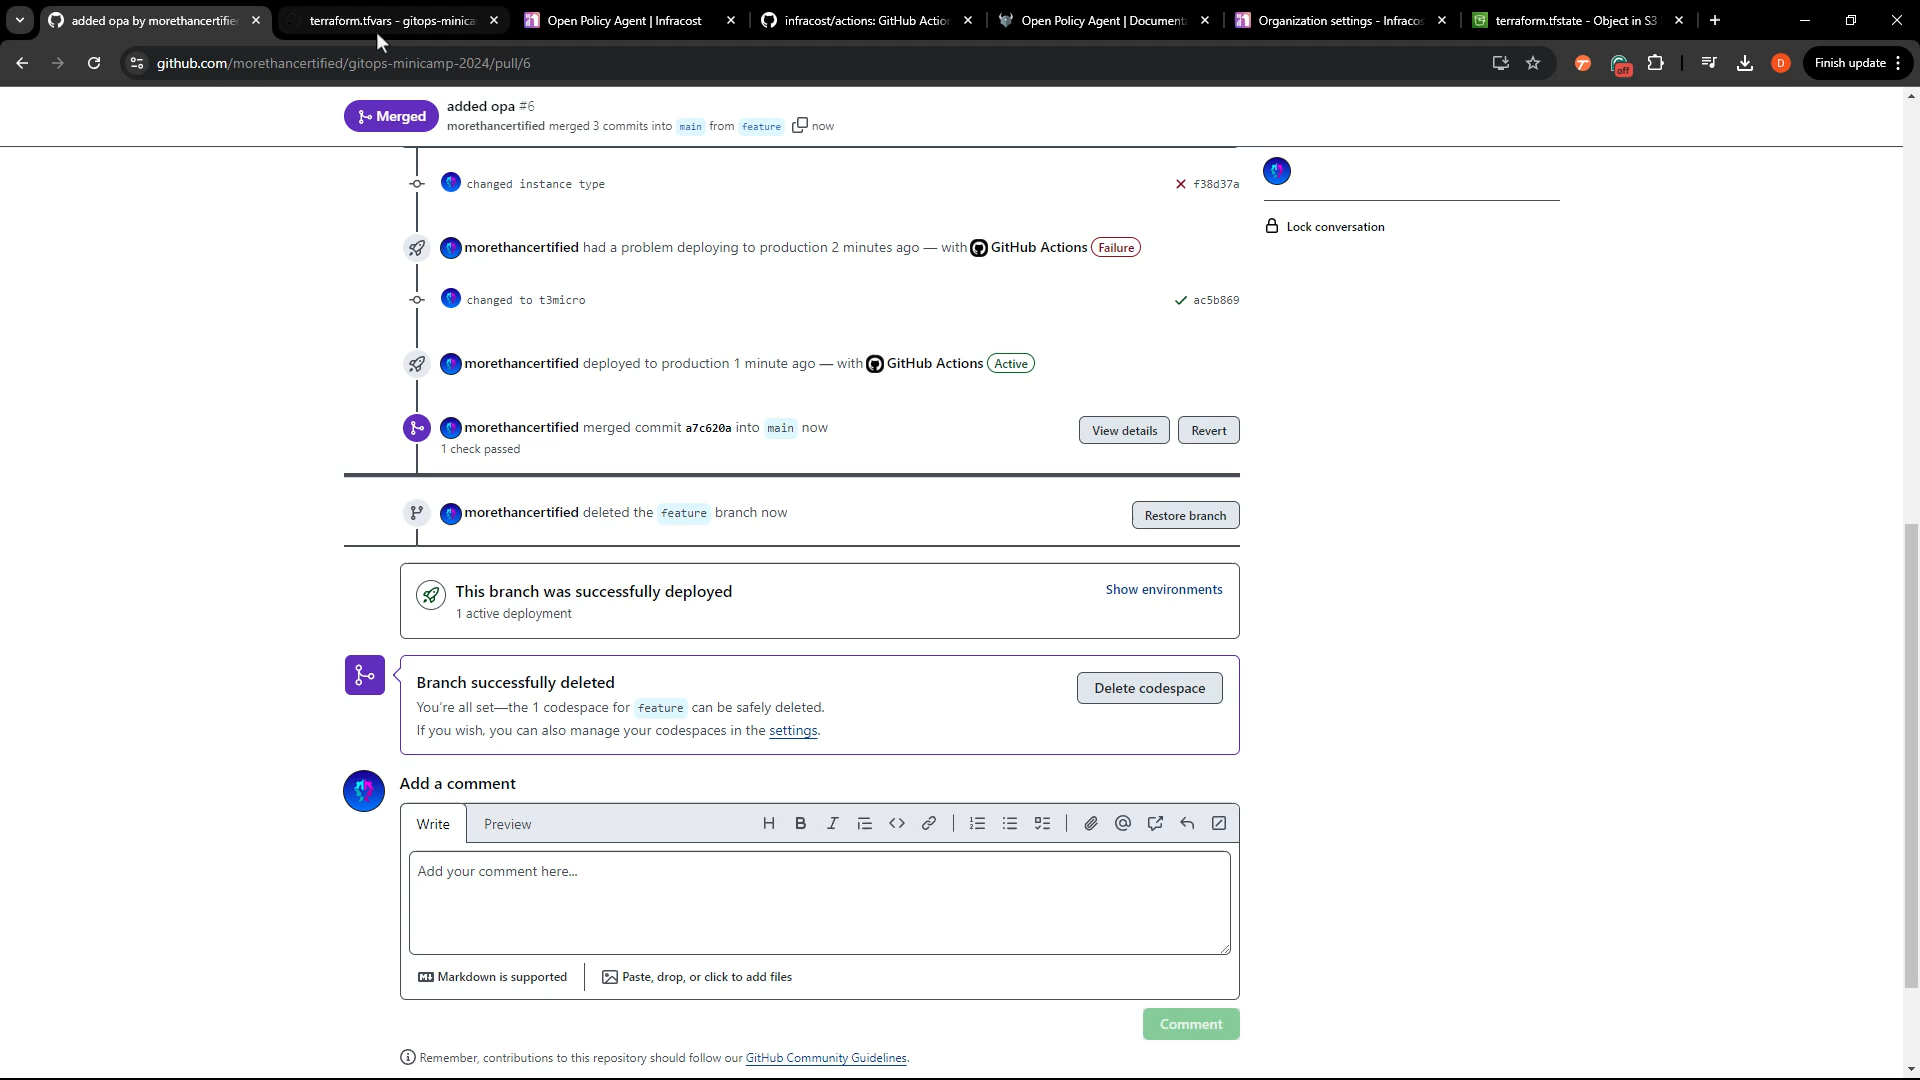 added opa by morethancertifie
terraform.tfvars - gitops-minica
Open Policy Agent | Infracost
infracost/actions: GitHub Action
Open Policy Agent | Documenta
Organization settings - Infracos
terraform.tfstate - Object in S3
github.com/morethancertified/gitops-minicamp-2024/pull/6
off
D
Finish update
Merged
added opa #6
morethancertified merged 3 commits into main from feature now
changed instance type
f38d37a
Lock conversation
morethancertified had a problem deploying to production 2 minutes ago — with GitHub Actions Failure
changed to t3micro
ac5b869
morethancertified deployed to production 1 minute ago — with GitHub Actions Active
morethancertified merged commit a7c620a into main now
View details
Revert
1 check passed
morethancertified deleted the feature branch now
Restore branch
This branch was successfully deployed
Show environments
1 active deployment
Branch successfully deleted
Delete codespace
You're all set—the 1 codespace for feature can be safely deleted.
If you wish, you can also manage your codespaces in the settings.
Add a comment
Write
Preview
H B I
Add your comment here...
Markdown is supported
Paste, drop, or click to add files
Comment
Remember, contributions to this repository should follow our GitHub Community Guidelines.